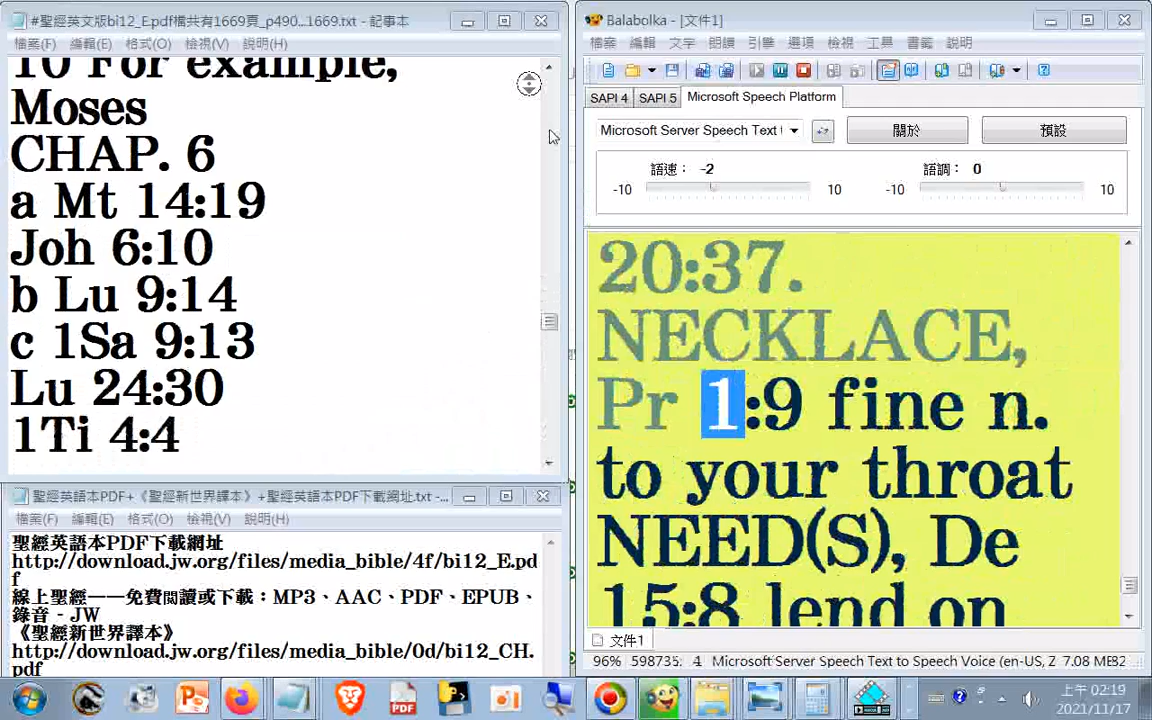 #聖經英文版bi12_E.pdf檔共有1669頁_p490...1669.txt - 記事本
檔案(F) 編輯(E) 格式(O) 檢視(V) 說明(H)
10 For example,
Moses
CHAP. 6
a Mt 14:19
Joh 6:10
b Lu 9:14
c 1Sa 9:13
Lu 24:30
1Ti 4:4
聖經英語本PDF+《聖經新世界譯本》+聖經英語本PDF下載網址.txt -...
檔案(F) 編輯(E) 格式(O) 檢視(V) 說明(H)
聖經英語本PDF下載網址
http://download.jw.org/files/media_bible/4f/bi12_E.pd
f
線上聖經——免費閱讀或下載：MP3、AAC、PDF、EPUB、
錄音 - JW
《聖經新世界譯本》
http://download.jw.org/files/media_bible/0d/bi12_CH.
pdf
Balabolka - [文件1]
檔案 編輯 文字 朗讀 引擎 選項 檢視 工具 書籤 說明
SAPI 4 SAPI 5 Microsoft Speech Platform
Microsoft Server Speech Text 關於 預設
語速： -2 語調： 0
-10 10 -10 10
20:37.
NECKLACE,
Pr 1:9 fine n.
to your throat
NEED(S), De
15:8 lend on
文件1
96% 598735: 4 Microsoft Server Speech Text to Speech Voice (en-US, Z 7.08 MB
上午 02:19
2021/11/17